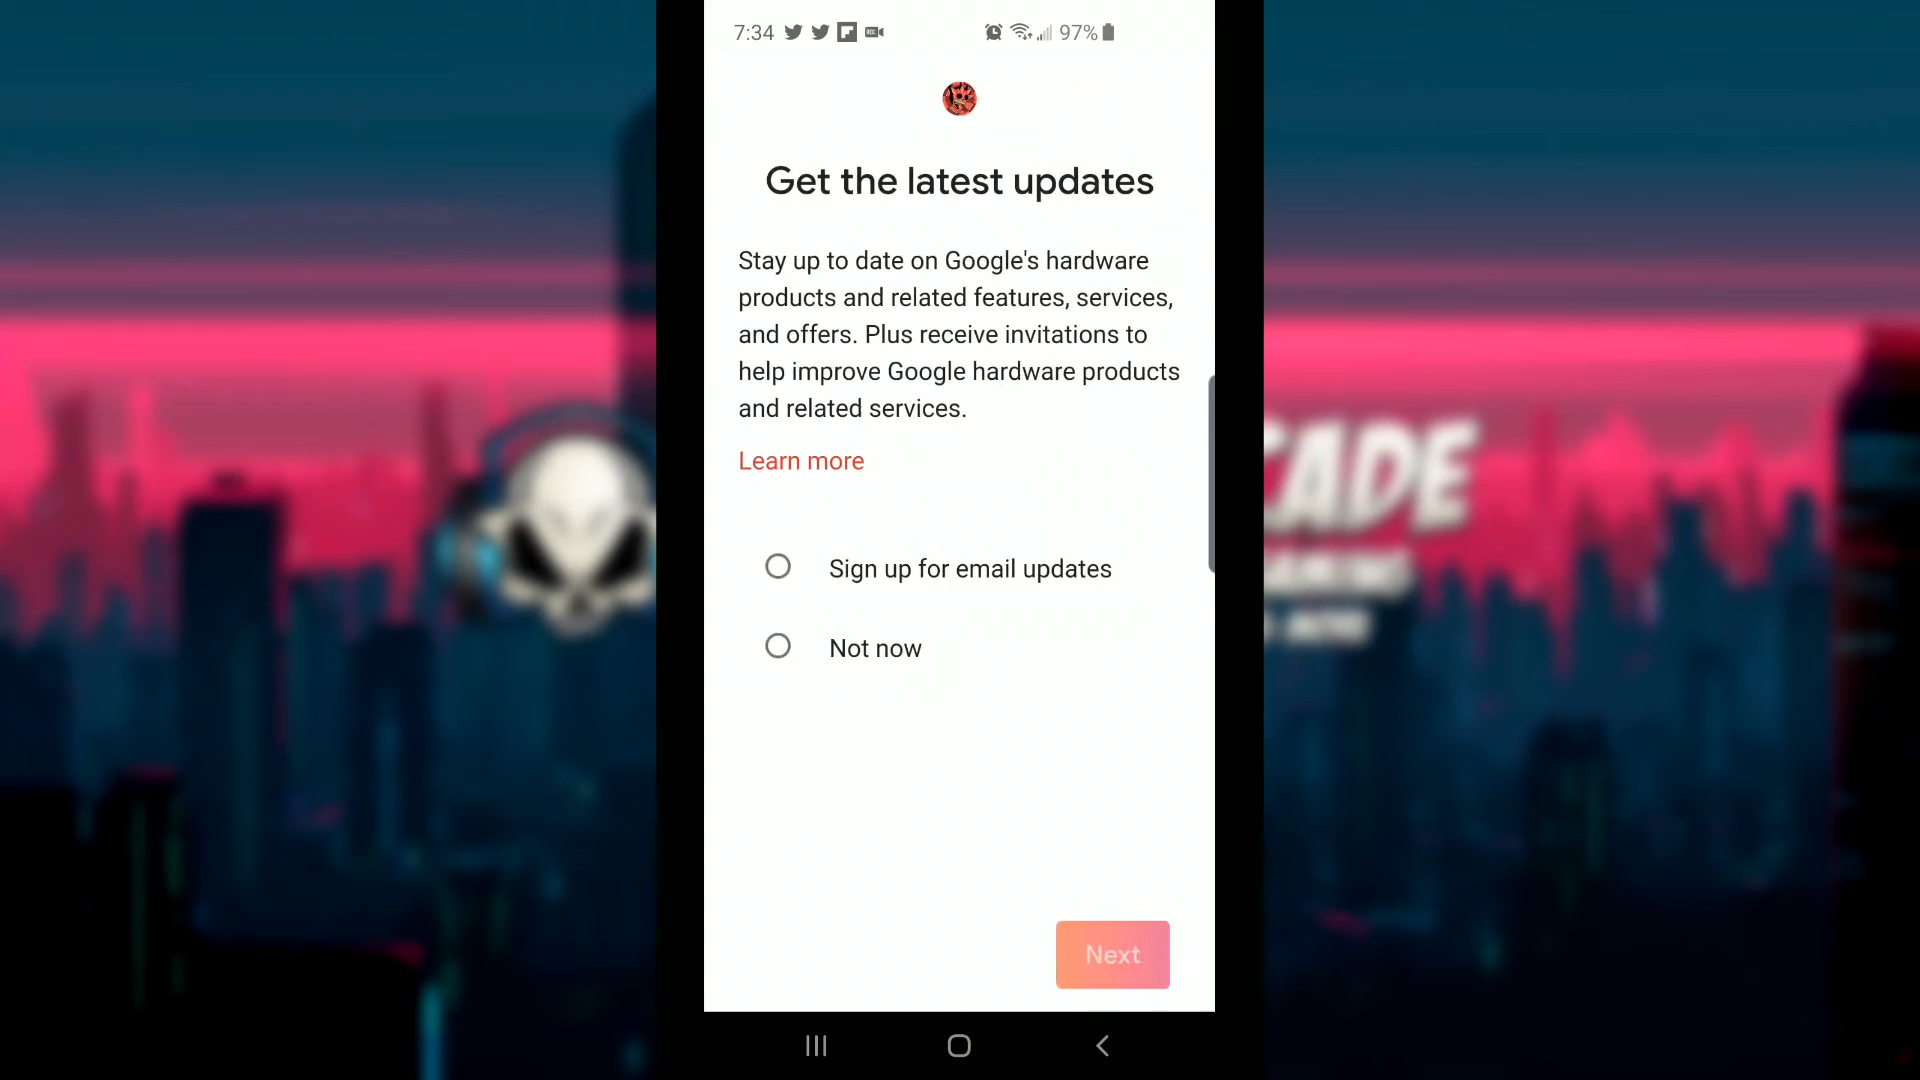 7:34 97%
Get the latest updates
Stay up to date on Google's hardware
products and related features, services,
and offers. Plus receive invitations to
help improve Google hardware products
and related services.
Learn more
Sign up for email updates
Not now
Next
CADE